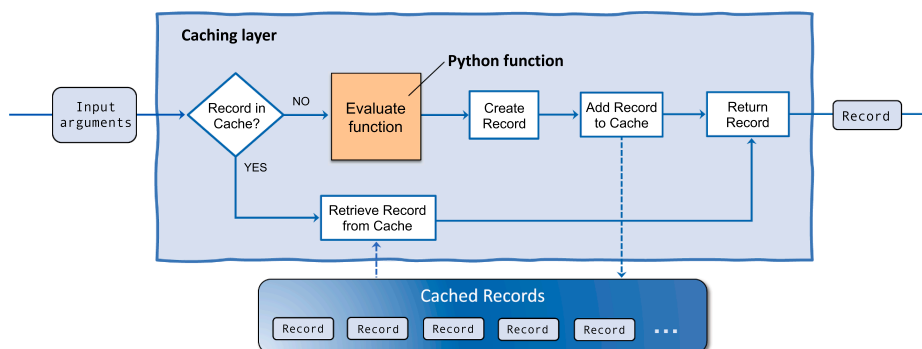 Caching layer
Python function
Input
arguments
Record in
Cache?
NO
YES
Evaluate
function
Create
Record
Add Record
to Cache
Return
Record
Record
Retrieve Record
from Cache
Cached Records
Record
Record
Record
Record
Record
...